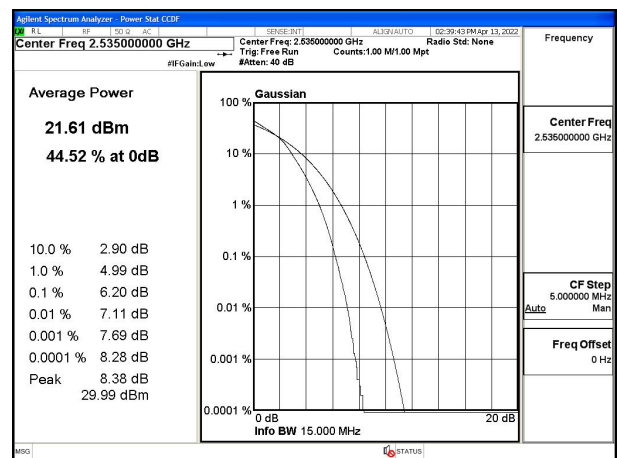 Agilent Spectrum Analyzer - Power Stat CCDF
RL RF 50 Ω AC SENSE:INT ALIGN AUTO 02:39:43 PM Apr 13, 2022
Center Freq 2.535000000 GHz
Center Freq: 2.535000000 GHz Radio Std: None
Trig: Free Run Counts:1.00 M/1.00 Mpt
#IFGain:Low #Atten: 40 dB
Frequency
Average Power
21.61 dBm
44.52 % at 0dB
10.0 % 2.90 dB
1.0 % 4.99 dB
0.1 % 6.20 dB
0.01 % 7.11 dB
0.001 % 7.69 dB
0.0001 % 8.28 dB
Peak 8.38 dB
29.99 dBm
Gaussian
100 %
10 %
1 %
0.1 %
0.01 %
0.001 %
0.0001 %
0 dB 20 dB
Info BW 15.000 MHz
Center Freq
2.535000000 GHz
CF Step
5.000000 MHz
Auto Man
Freq Offset
0 Hz
MSG STATUS